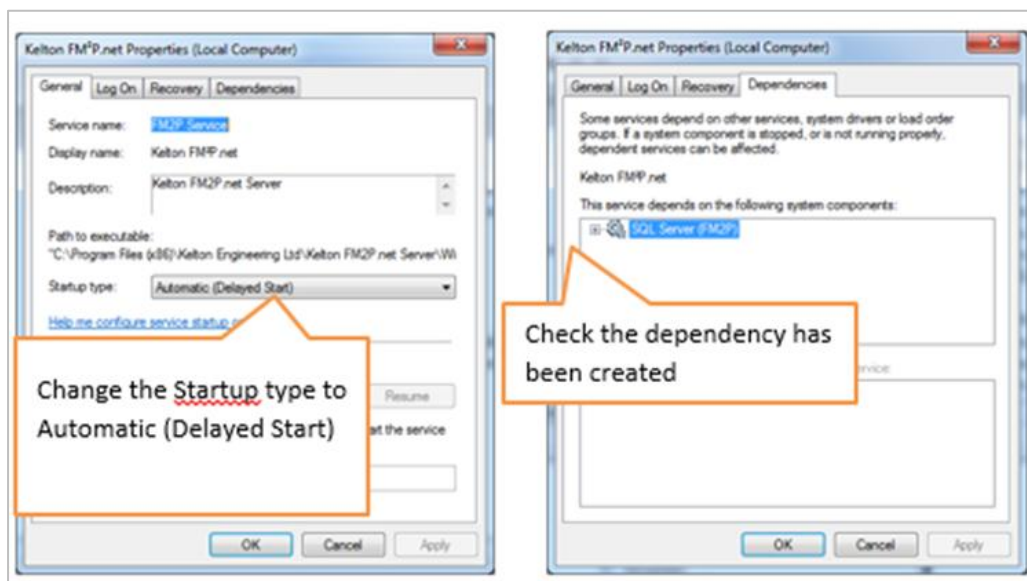 Kelton FM²P.net Properties (Local Computer)
General Log On Recovery Dependencies
Service name: FM2P Service
Display name: Kelton FM²P.net
Description: Kelton FM2P.net Server
Path to executable:
"C:\Program Files (x86)\Kelton Engineering Ltd\Kelton FM2P.net Server\Wi
Startup type: Automatic (Delayed Start)
Help me configure service startup
Change the Startup type to
Automatic (Delayed Start)
Resume
the service
OK Cancel Apply
Kelton FM²P.net Properties (Local Computer)
General Log On Recovery Dependencies
Some services depend on other services, system drivers or load order
groups. If a system component is stopped, or is not running properly,
dependent services can be affected.
Kelton FM²P.net
This service depends on the following system components:
SQL Server (FM2P)
Check the dependency has
been created
OK Cancel Apply